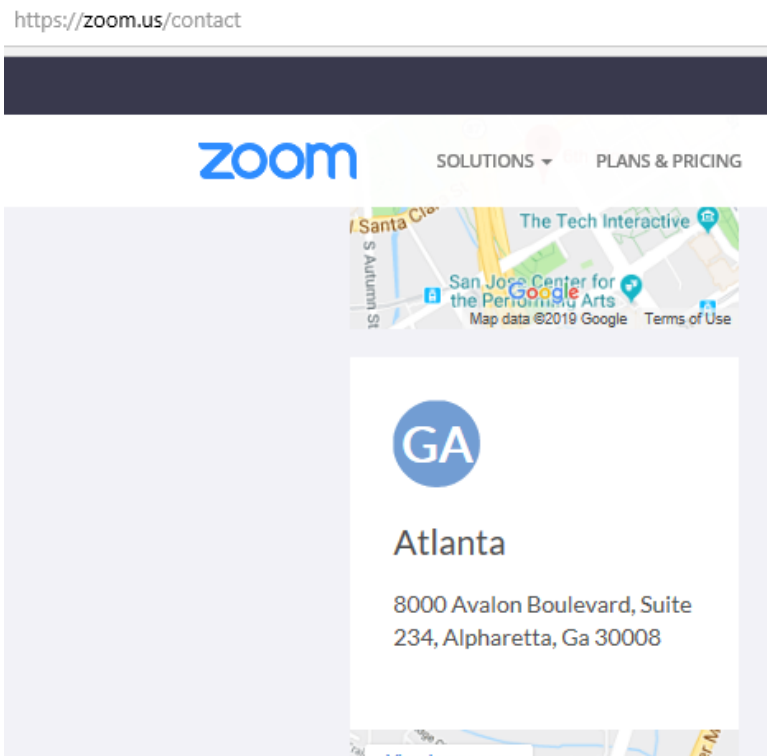 https://zoom.us/contact
zoom
SOLUTIONS
PLANS & PRICING
Santa
The Tech Interactive
S Autumn St
San Jose Center for
the Performing Arts
Google
Map data ©2019 Google Terms of Use
GA
Atlanta
8000 Avalon Boulevard, Suite
234, Alpharetta, Ga 30008